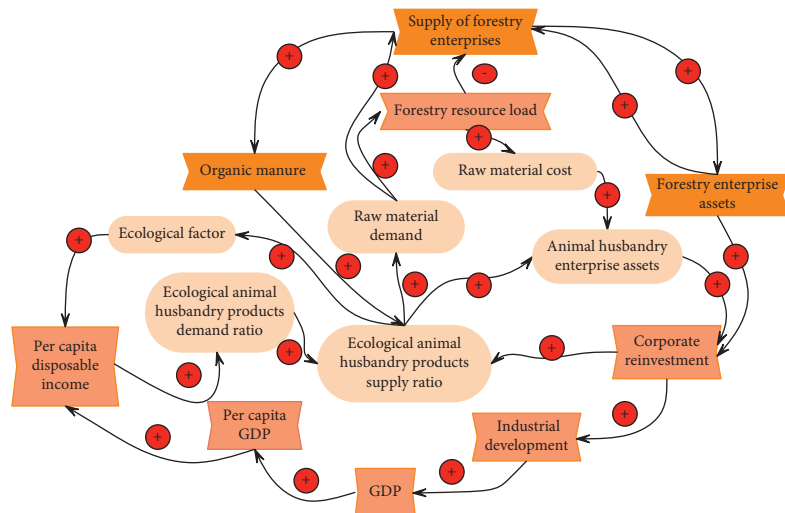 Supply of forestry
enterprises
+
+
+
-
+
Forestry resource load
+
+
+
Organic manure
Raw material cost
Forestry enterprise
assets
+
Raw material
demand
Ecological factor
+
+
+
+
+
Animal husbandry
enterprise assets
+
+
Ecological animal
husbandry products
demand ratio
+
Per capita
disposable
income
+
Ecological animal
husbandry products
supply ratio
+
Corporate
reinvestment
Per capita
GDP
+
Industrial
development
+
+
GDP
+
+